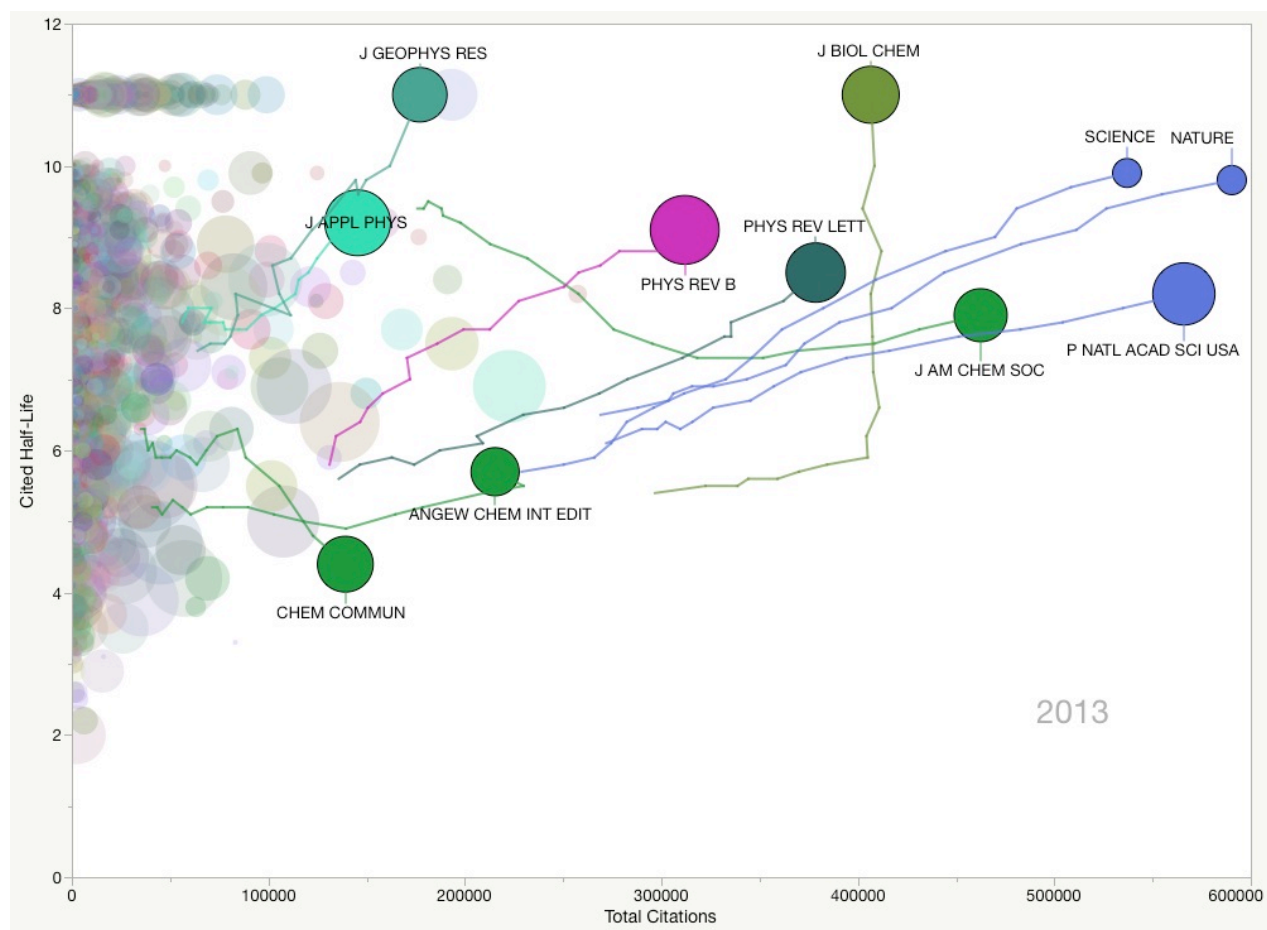 12
J GEOPHYS RES
J BIOL CHEM
SCIENCE
NATURE
10
J APPL PHYS
PHYS REV LETT
PHYS REV B
8
P NATL ACAD SCI USA
J AM CHEM SOC
Cited Half-Life
6
ANGEW CHEM INT EDIT
4
CHEM COMMUN
2013
2
0
0
100000
200000
300000
400000
500000
600000
Total Citations